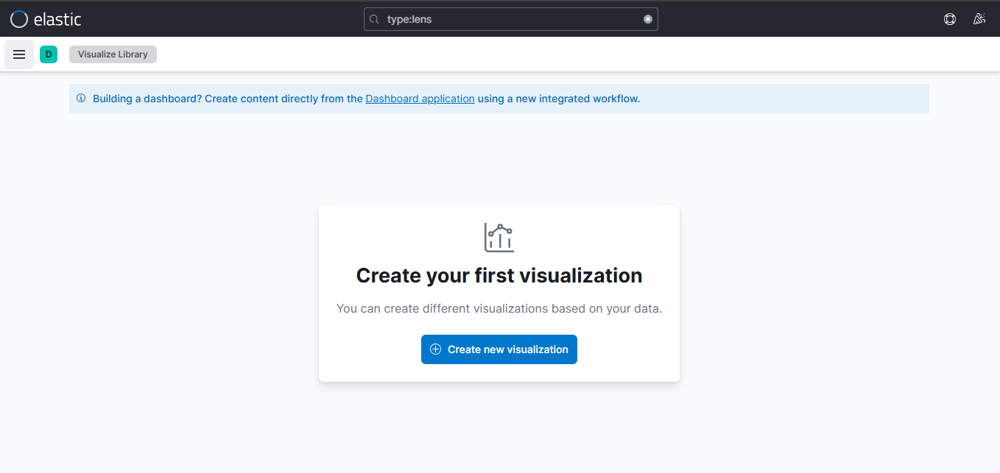 elastic
type:lens
D
Visualize Library
Building a dashboard? Create content directly from the Dashboard application using a new integrated workflow.
Create your first visualization
You can create different visualizations based on your data.
Create new visualization